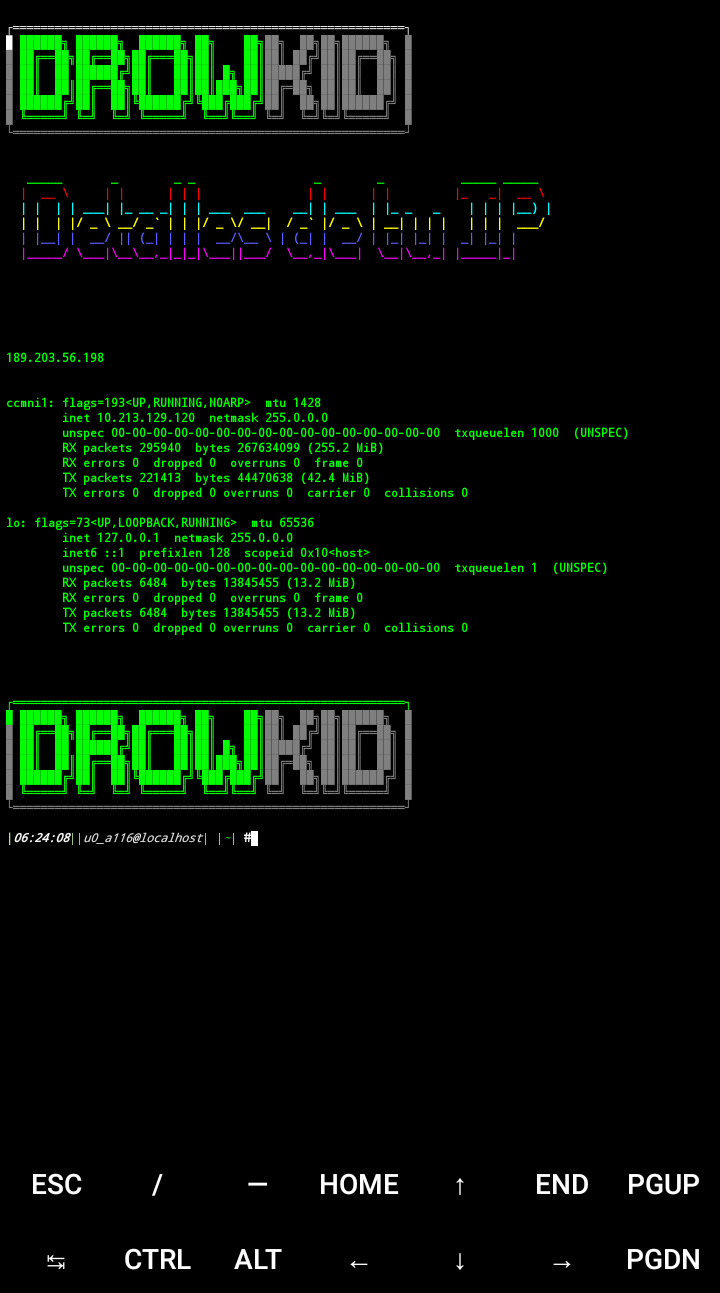 DROWKID
Detalles de tu IP
189.203.56.198
ccmni1: flags=193<UP,RUNNING,NOARP>  mtu 1428
        inet 10.213.129.120  netmask 255.0.0.0
        unspec 00-00-00-00-00-00-00-00-00-00-00-00-00-00-00-00  txqueuelen 1000  (UNSPEC)
        RX packets 295940  bytes 267634099 (255.2 MiB)
        RX errors 0  dropped 0  overruns 0  frame 0
        TX packets 221413  bytes 44470638 (42.4 MiB)
        TX errors 0  dropped 0 overruns 0  carrier 0  collisions 0
lo: flags=73<UP,LOOPBACK,RUNNING>  mtu 65536
        inet 127.0.0.1  netmask 255.0.0.0
        inet6 ::1  prefixlen 128  scopeid 0x10<host>
        unspec 00-00-00-00-00-00-00-00-00-00-00-00-00-00-00-00  txqueuelen 1  (UNSPEC)
        RX packets 6484  bytes 13845455 (13.2 MiB)
        RX errors 0  dropped 0  overruns 0  frame 0
        TX packets 6484  bytes 13845455 (13.2 MiB)
        TX errors 0  dropped 0 overruns 0  carrier 0  collisions 0
DROWKID
|06:24:08||u0_a116@localhost| |~| #
ESC / — HOME ↑ END PGUP
↹ CTRL ALT ← ↓ → PGDN